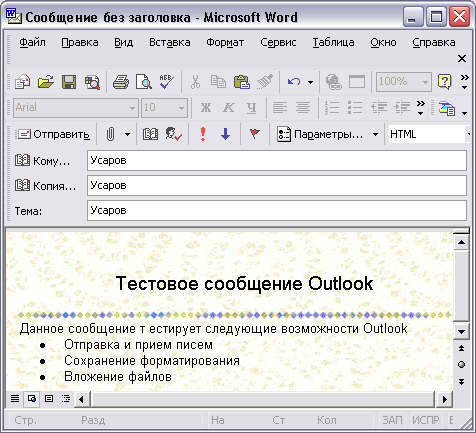 Сообщение без заголовка - Microsoft Word
Файл Правка Вид Вставка Формат Сервис Таблица Окно Справка
100%
Arial 10 Ж К Ч
Отправить Параметры... HTML
Кому... Усаров
Копия... Усаров
Тема: Усаров
Тестовое сообщение Outlook
Данное сообщение т естирует следующие возможности Outlook
• Отправка и прием писем
• Сохранение форматирования
• Вложение файлов
Стр. Разд На Ст Кол ЗАП ИСПР